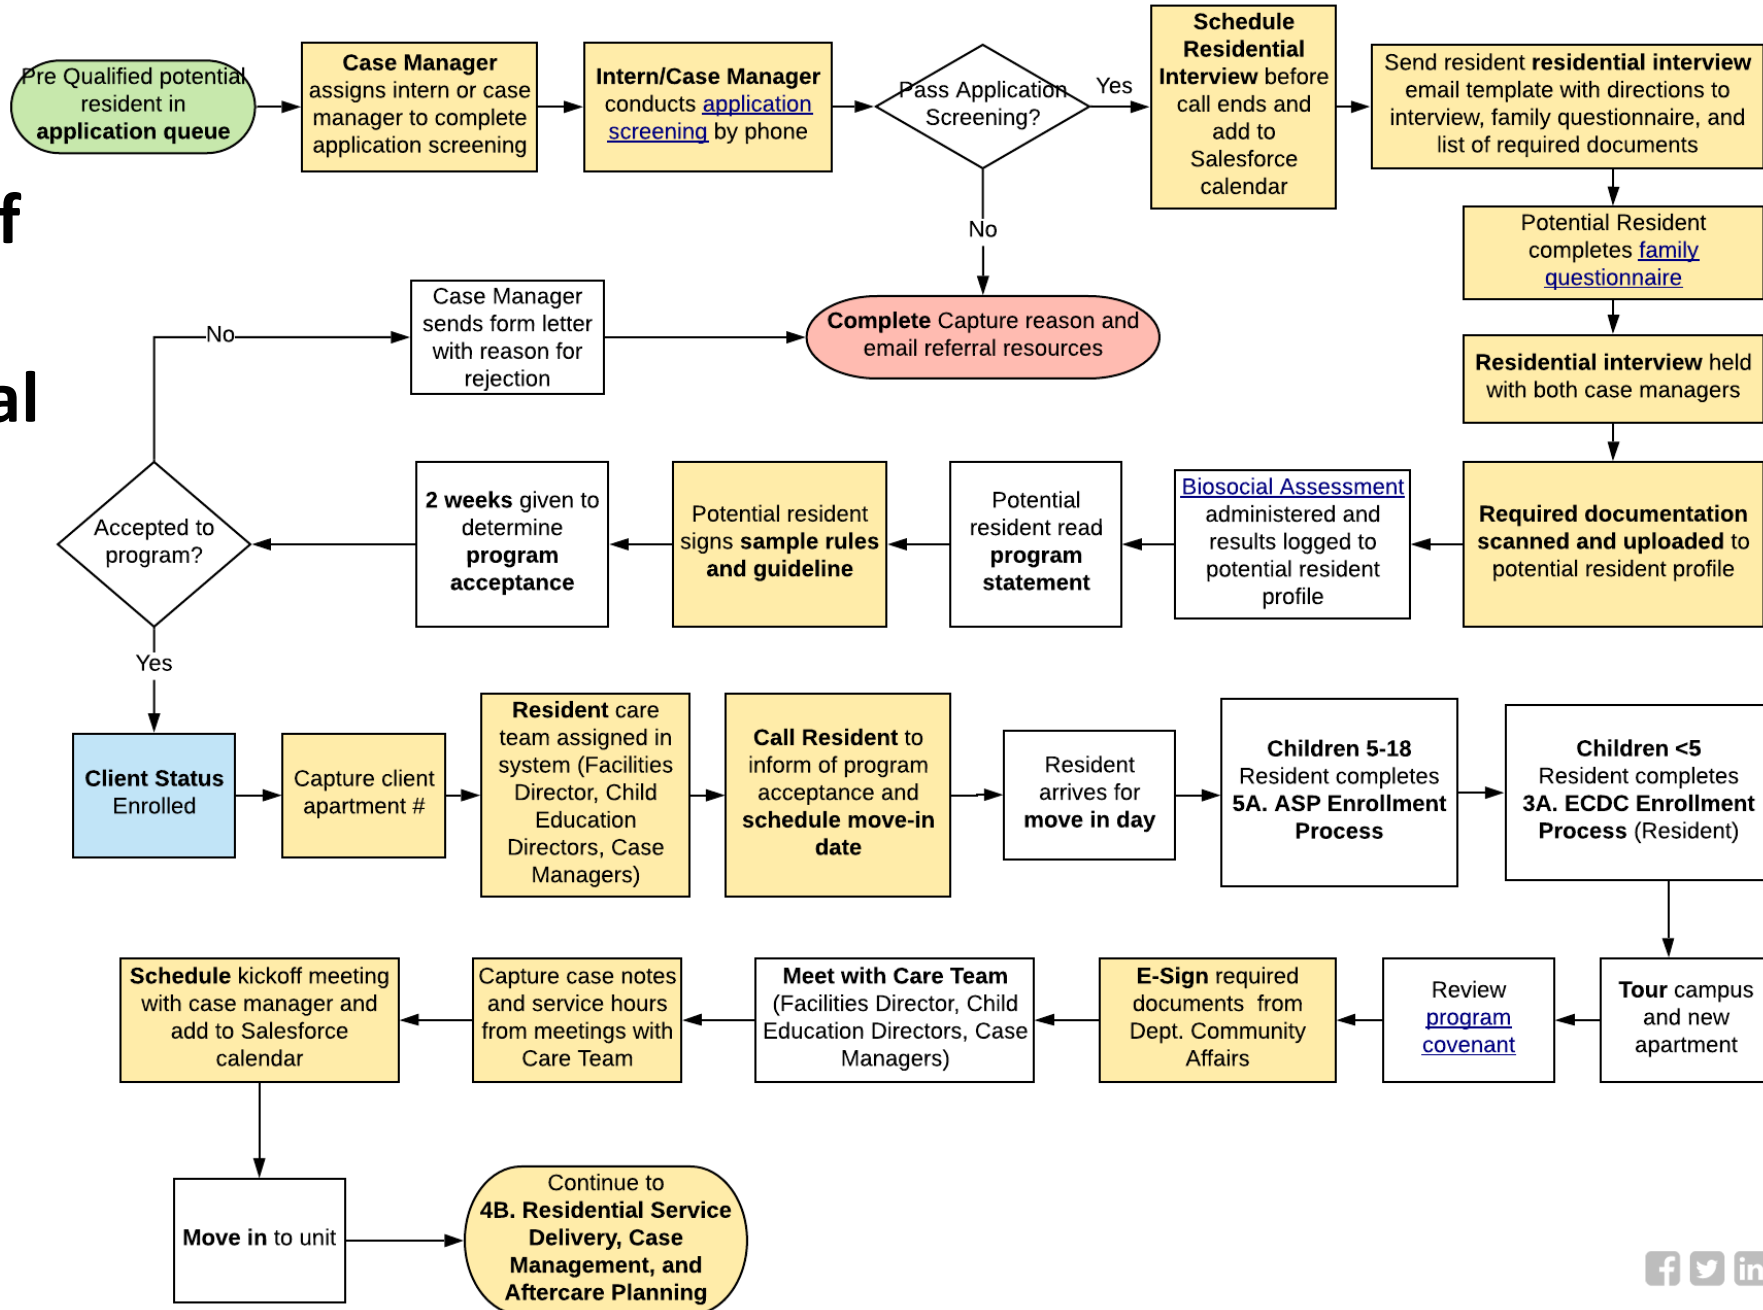 Pre Qualified potential
resident in
application queue
Case Manager
assigns intern or case
manager to complete
application screening
Intern/Case Manager
conducts application
screening by phone
Pass Application
Screening?
Yes
Schedule
Residential
Interview before
call ends and
add to
Salesforce
calendar
Send resident residential interview
email template with directions to
interview, family questionnaire, and
list of required documents
f
No
Potential Resident
completes family
questionnaire
Case Manager
sends form letter
with reason for
rejection
No
Complete Capture reason and
email referral resources
Residential interview held
with both case managers
al
Accepted to
program?
2 weeks given to
determine
program
acceptance
Potential resident
signs sample rules
and guideline
Potential
resident read
program
statement
Biosocial Assessment
administered and
results logged to
potential resident
profile
Required documentation
scanned and uploaded to
potential resident profile
Yes
Client Status
Enrolled
Capture client
apartment #
Resident care
team assigned in
system (Facilities
Director, Child
Education
Directors, Case
Managers)
Call Resident to
inform of program
acceptance and
schedule move-in
date
Resident
arrives for
move in day
Children 5-18
Resident completes
5A. ASP Enrollment
Process
Children <5
Resident completes
3A. ECDC Enrollment
Process (Resident)
Schedule kickoff meeting
with case manager and
add to Salesforce
calendar
Capture case notes
and service hours
from meetings with
Care Team
Meet with Care Team
(Facilities Director, Child
Education Directors, Case
Managers)
E-Sign required
documents from
Dept. Community
Affairs
Review
program
covenant
Tour campus
and new
apartment
Move in to unit
Continue to
4B. Residential Service
Delivery, Case
Management, and
Aftercare Planning